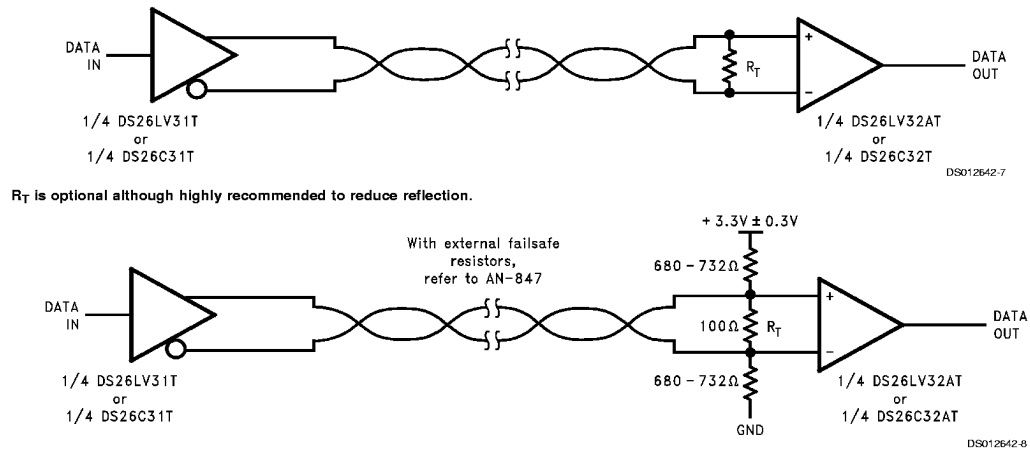 DATA
IN
+
R_T
−
DATA
OUT
1/4 DS26LV31T
or
1/4 DS26C31T
1/4 DS26LV32AT
or
1/4 DS26C32T
DS012642-7
R_T is optional although highly recommended to reduce reflection.
+3.3V ± 0.3V
With external failsafe
resistors,
refer to AN-847
680-732Ω
DATA
IN
+
100Ω R_T
−
DATA
OUT
680-732Ω
1/4 DS26LV31T
or
1/4 DS26C31T
1/4 DS26LV32AT
or
1/4 DS26C32AT
GND
DS012642-8